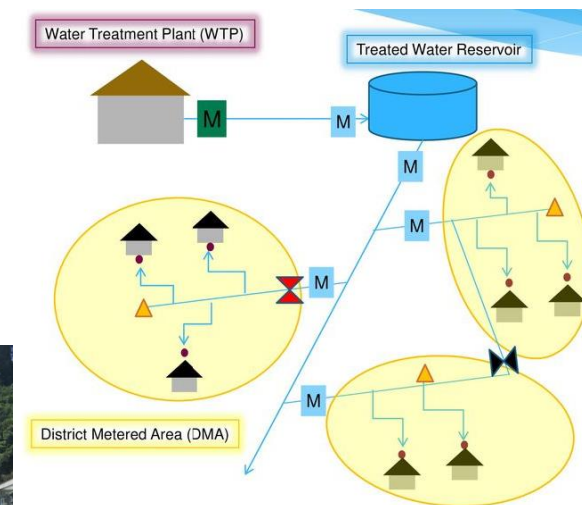 Water Treatment Plant (WTP)
Treated Water Reservoir
M
M
M
M
M
M
District Metered Area (DMA)